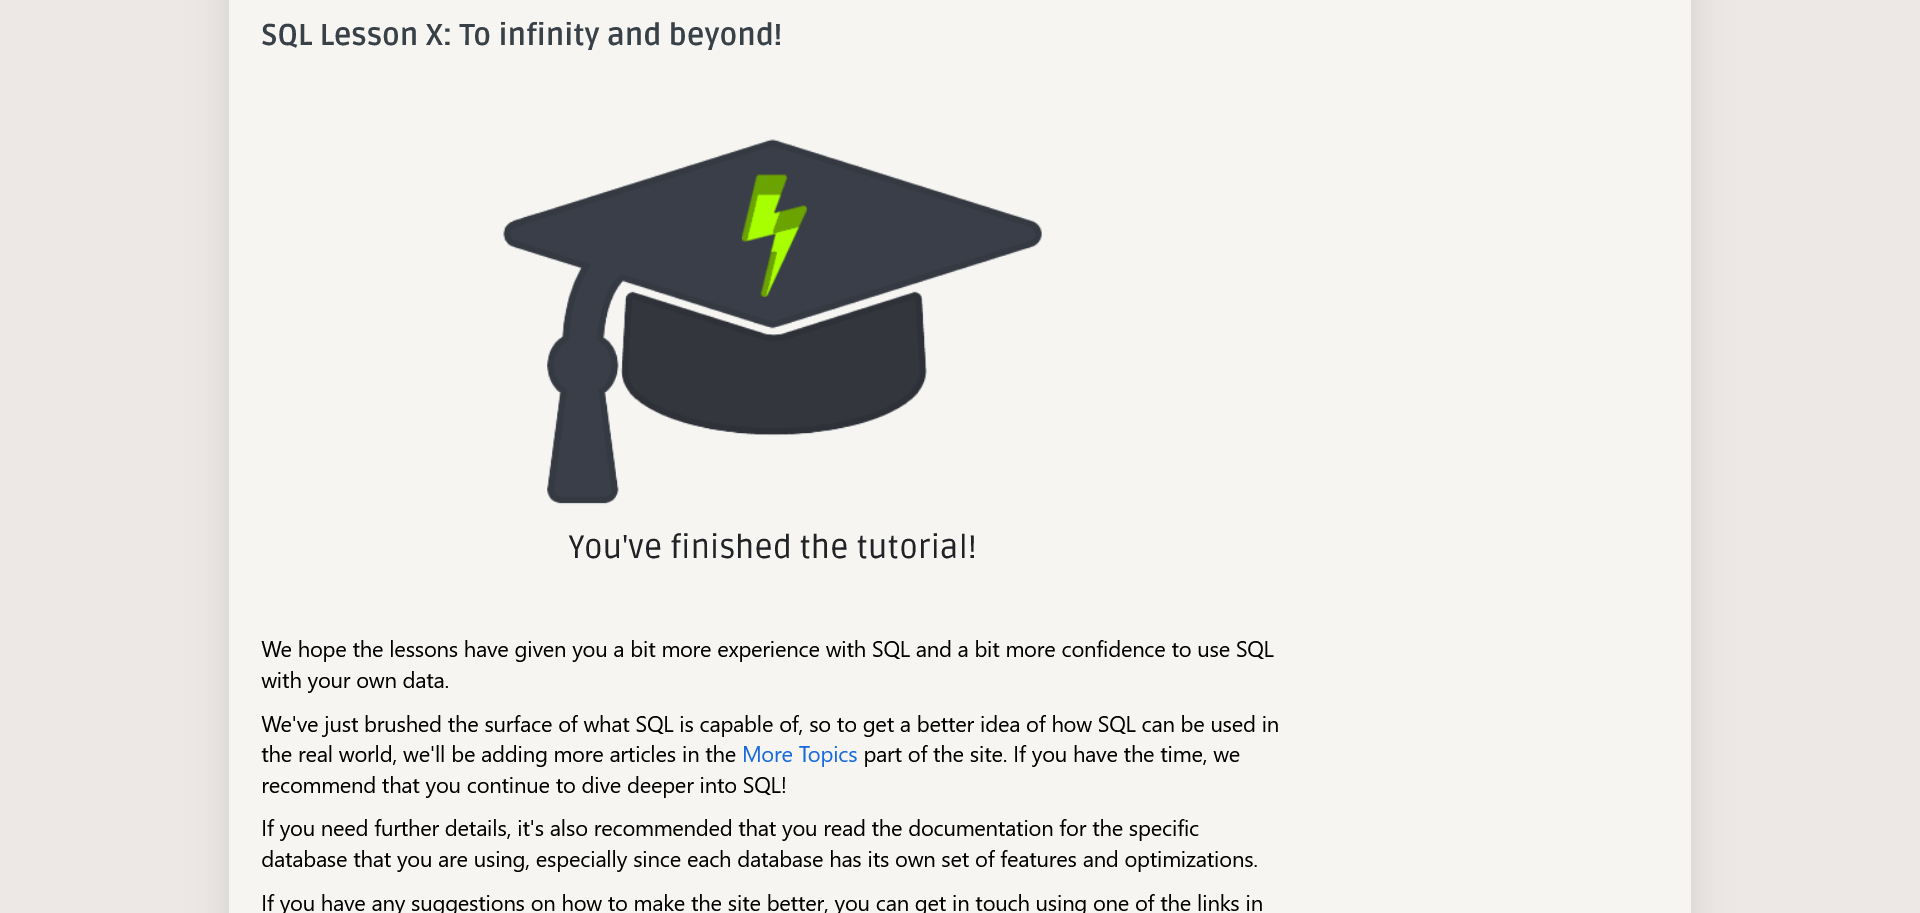 SQL Lesson X: To infinity and beyond!
You've finished the tutorial!
We hope the lessons have given you a bit more experience with SQL and a bit more confidence to use SQL
with your own data.
We've just brushed the surface of what SQL is capable of, so to get a better idea of how SQL can be used in
the real world, we'll be adding more articles in the More Topics part of the site. If you have the time, we
recommend that you continue to dive deeper into SQL!
If you need further details, it's also recommended that you read the documentation for the specific
database that you are using, especially since each database has its own set of features and optimizations.
If you have any suggestions on how to make the site better, you can get in touch using one of the links in